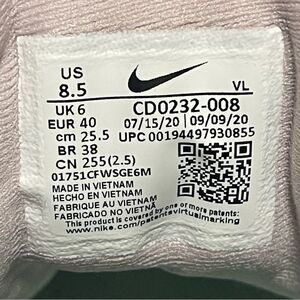 US
8.5
VL
UK 6
CD0232-008
EUR 40
07/15/20 | 09/09/20
cm 25.5
UPC 00194497930855
BR 38
CN 255(2.5)
01751CFWSGE6M
MADE IN VIETNAM
HECHO EN VIETNAM
FABRIQUE AU VIETNAM
FABRICADO NO VIETNÃ
This product is covered by one or more patents.
www.nike.com/patentsvirtualmarking